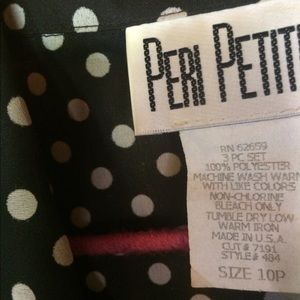 PERI PETITE
RN 62659
3 PC SET
100% POLYESTER
MACHINE WASH WARM
WITH LIKE COLORS
NON-CHLORINE
BLEACH ONLY
TUMBLE DRY LOW
WARM IRON
MADE IN U.S.A.
CUT# 7191
STYLE# 484
SIZE 10P